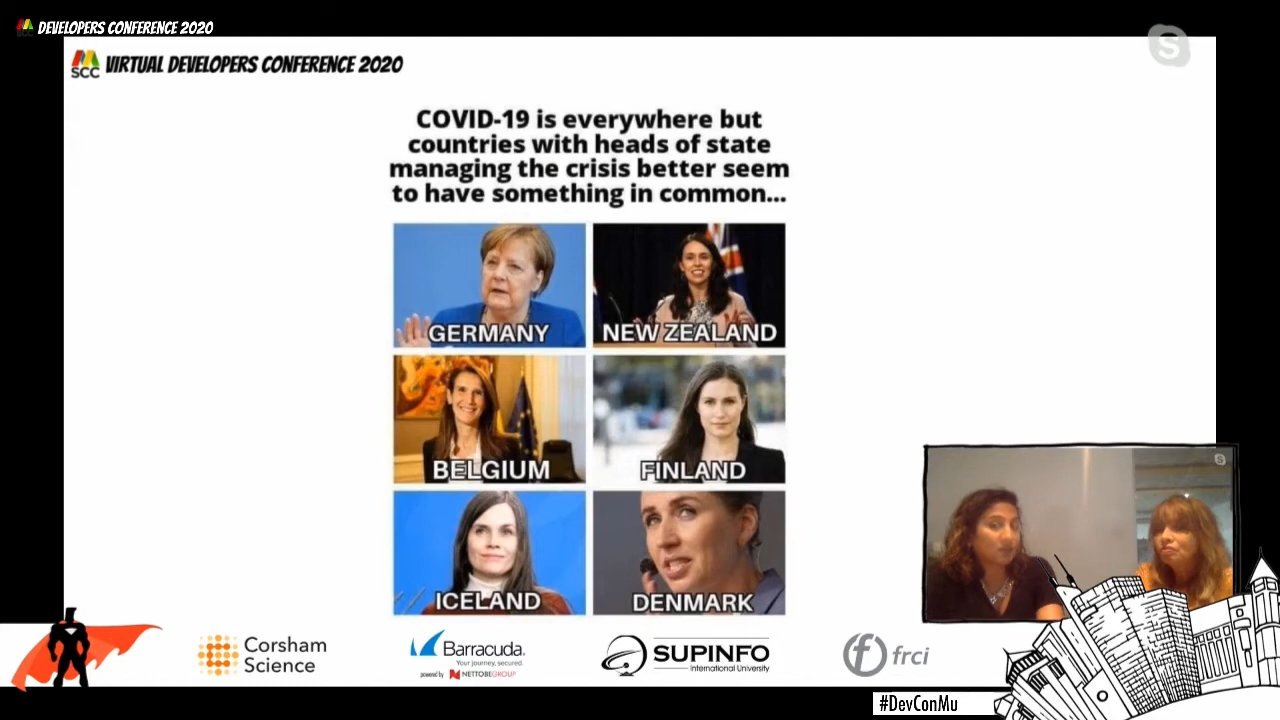 DEVELOPERS CONFERENCE 2020
SCC VIRTUAL DEVELOPERS CONFERENCE 2020
COVID-19 is everywhere but
countries with heads of state
managing the crisis better seem
to have something in common...
GERMANY
NEW ZEALAND
BELGIUM
FINLAND
ICELAND
DENMARK
Corsham
Science
Barracuda.
Your journey, secured.
powered by NETTOBEGROUP
SUPINFO
International University
frci
#DevConMu